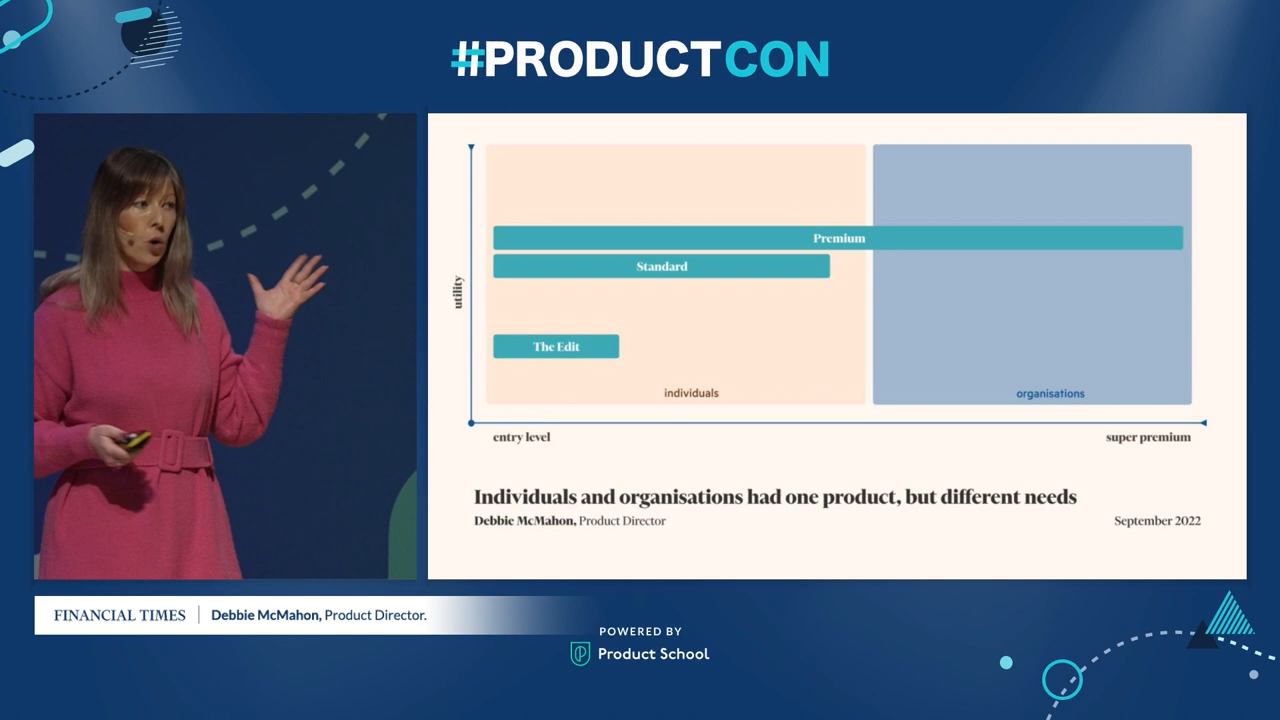 #PRODUCTCON
Premium
Standard
utility
The Edit
individuals
organisations
entry level
super premium
Individuals and organisations had one product, but different needs
Debbie McMahon, Product Director
September 2022
FINANCIAL TIMES | Debbie McMahon, Product Director.
POWERED BY
Product School